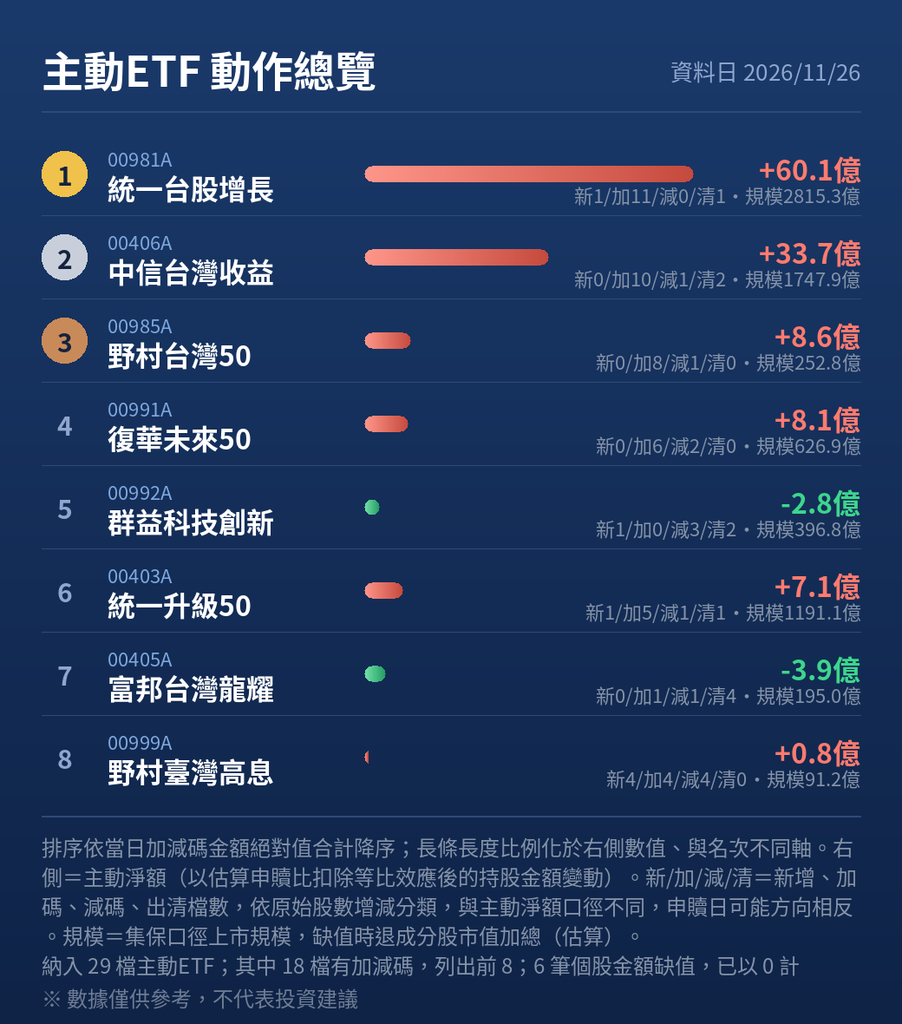 主動ETF 動作總覽
資料日 2026/11/26
1
00981A
統一台股增長
+60.1億
新1/加11/減0/清1・規模2815.3億
2
00406A
中信台灣收益
+33.7億
新0/加10/減1/清2・規模1747.9億
3
00985A
野村台灣50
+8.6億
新0/加8/減1/清0・規模252.8億
4
00991A
復華未來50
+8.1億
新0/加6/減2/清0・規模626.9億
5
00992A
群益科技創新
-2.8億
新1/加0/減3/清2・規模396.8億
6
00403A
統一升級50
+7.1億
新1/加5/減1/清1・規模1191.1億
7
00405A
富邦台灣龍耀
-3.9億
新0/加1/減1/清4・規模195.0億
8
00999A
野村臺灣高息
+0.8億
新4/加4/減4/清0・規模91.2億
排序依當日加減碼金額絕對值合計降序；長條長度比例化於右側數值、與名次不同軸。右
側＝主動淨額（以估算申贖比扣除等比效應後的持股金額變動）。新/加/減/清＝新增、加
碼、減碼、出清檔數，依原始股數增減分類，與主動淨額口徑不同，申贖日可能方向相反
。規模＝集保口徑上市規模，缺值時退成分股市值加總（估算）。
納入 29 檔主動ETF；其中 18 檔有加減碼，列出前 8；6 筆個股金額缺值，已以 0 計
※ 數據僅供參考，不代表投資建議